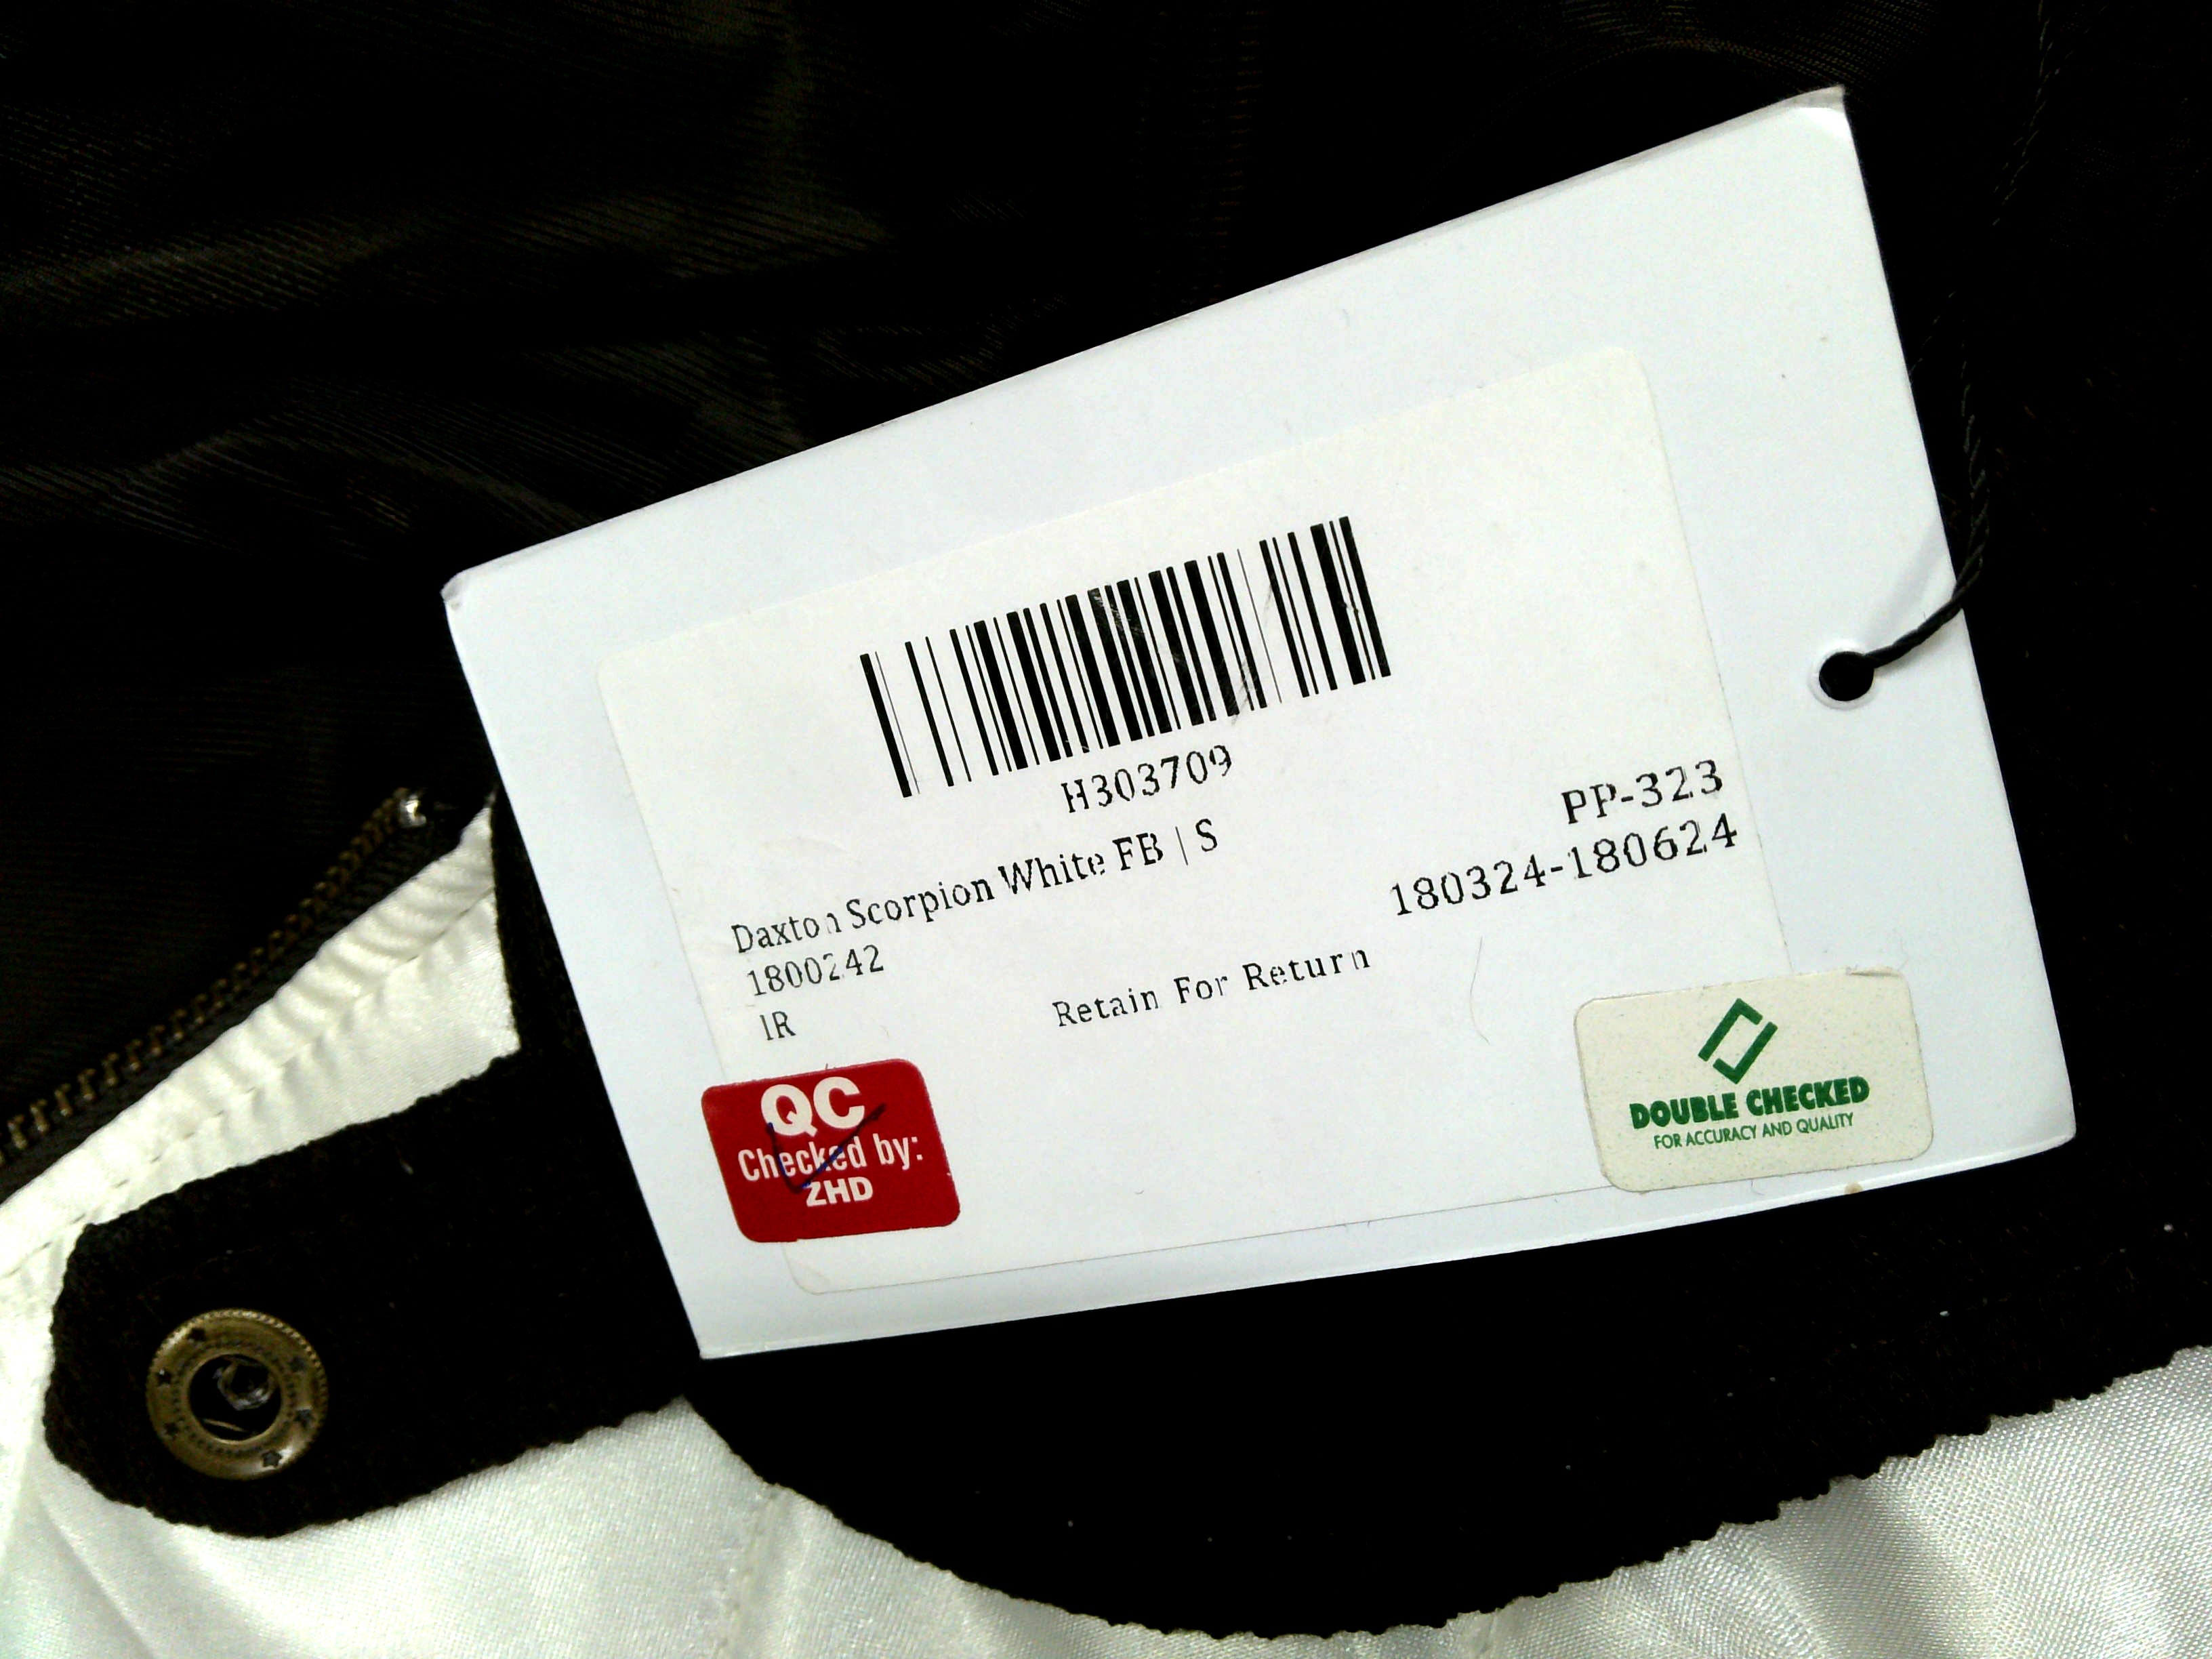 H303709
Daxton Scorpion White FB | S
PP-323
1800242
180324-180624
IR
Retain For Return
QC
Checked by:
ZHD
DOUBLE CHECKED
FOR ACCURACY AND QUALITY